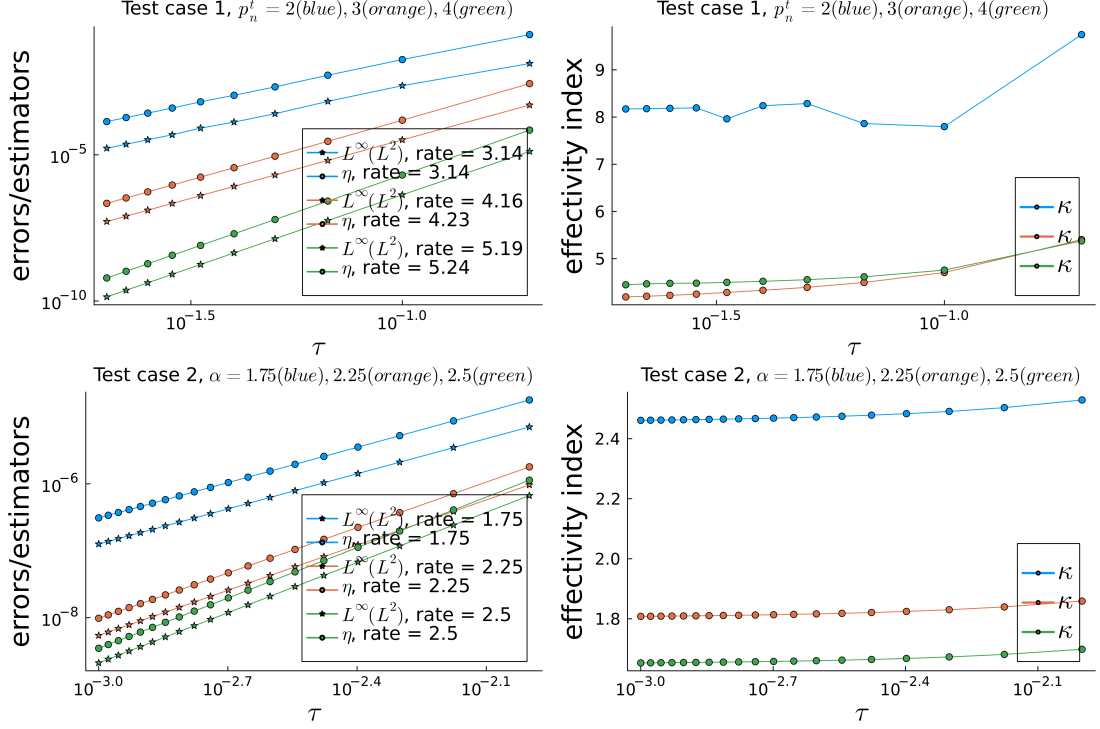 Test case 1, p_n^t = 2(blue), 3(orange), 4(green)
errors/estimators
10^−5
10^−10
L^∞(L^2), rate = 3.14
η, rate = 3.14
L^∞(L^2), rate = 4.16
η, rate = 4.23
L^∞(L^2), rate = 5.19
η, rate = 5.24
10^−1.5
10^−1.0
τ
Test case 1, p_n^t = 2(blue), 3(orange), 4(green)
effectivity index
9
8
7
6
5
κ
κ
κ
10^−1.5
10^−1.0
τ
Test case 2, α = 1.75(blue), 2.25(orange), 2.5(green)
errors/estimators
10^−6
10^−8
L^∞(L^2), rate = 1.75
η, rate = 1.75
L^∞(L^2), rate = 2.25
η, rate = 2.25
L^∞(L^2), rate = 2.5
η, rate = 2.5
10^−3.0
10^−2.7
10^−2.4
10^−2.1
τ
Test case 2, α = 1.75(blue), 2.25(orange), 2.5(green)
effectivity index
2.4
2.2
2.0
1.8
κ
κ
κ
10^−3.0
10^−2.7
10^−2.4
10^−2.1
τ